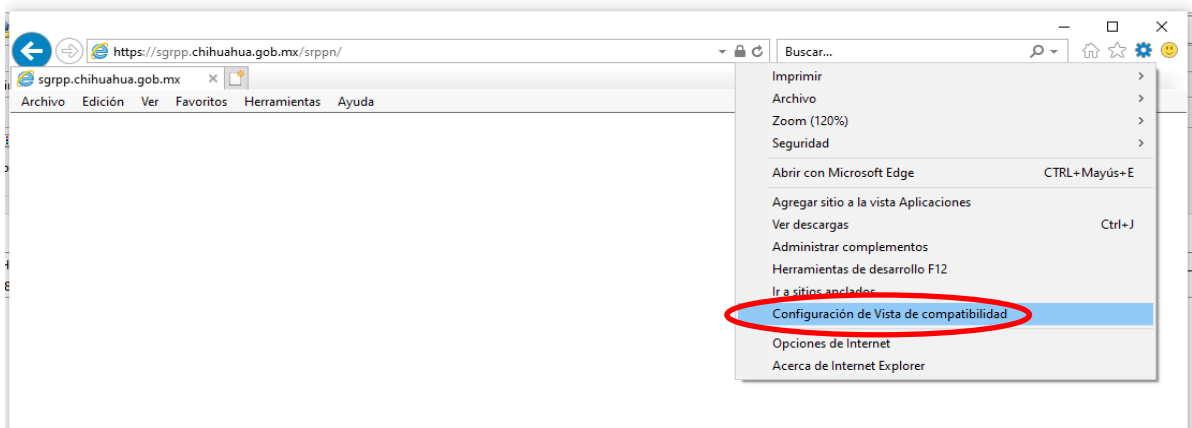 https://sgrpp.chihuahua.gob.mx/srppn/
Buscar...
sgrpp.chihuahua.gob.mx
Archivo Edición Ver Favoritos Herramientas Ayuda
Imprimir
Archivo
Zoom (120%)
Seguridad
Abrir con Microsoft Edge CTRL+Mayús+E
Agregar sitio a la vista Aplicaciones
Ver descargas Ctrl+J
Administrar complementos
Herramientas de desarrollo F12
Ir a sitios anclados
Configuración de Vista de compatibilidad
Opciones de Internet
Acerca de Internet Explorer